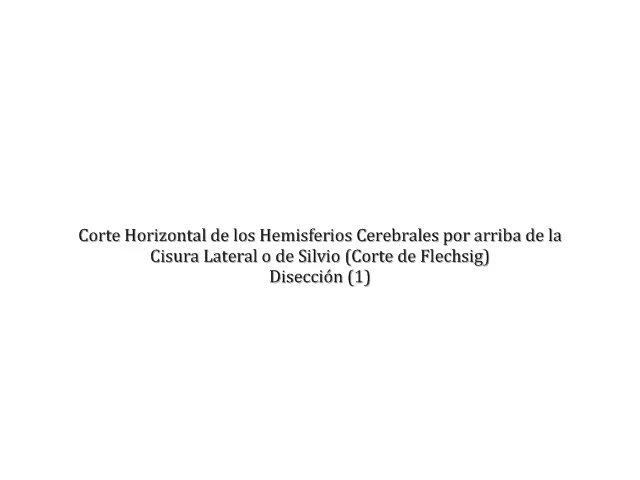 Corte Horizontal de los Hemisferios Cerebrales por arriba de la
Cisura Lateral o de Silvio (Corte de Flechsig)
Disección (1)